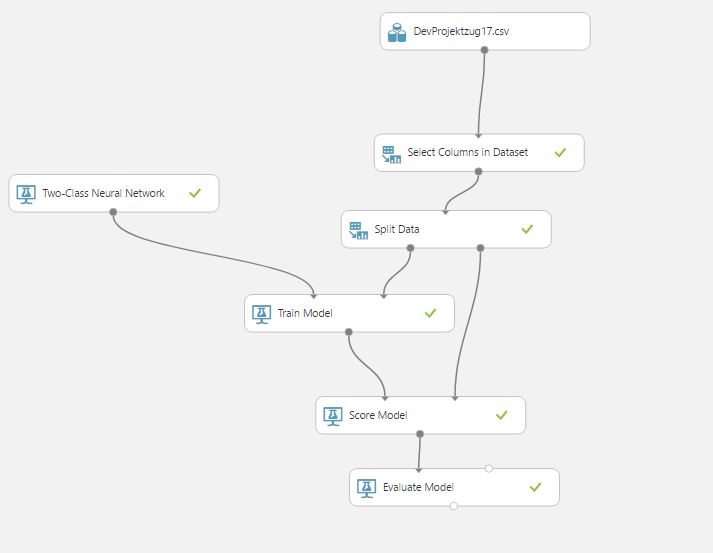 DevProjektzug17.csv
Select Columns in Dataset
Two-Class Neural Network
Split Data
Train Model
Score Model
Evaluate Model